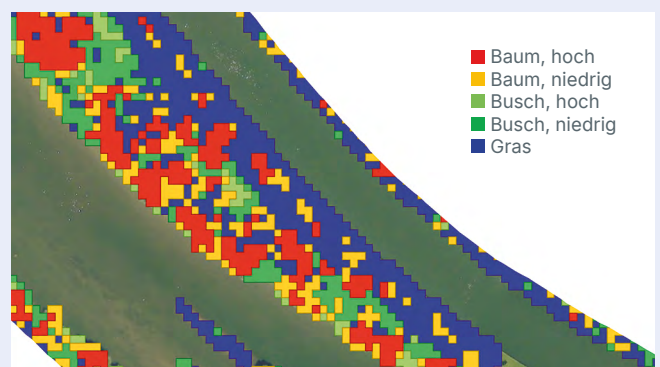 Baum, hoch
Baum, niedrig
Busch, hoch
Busch, niedrig
Gras